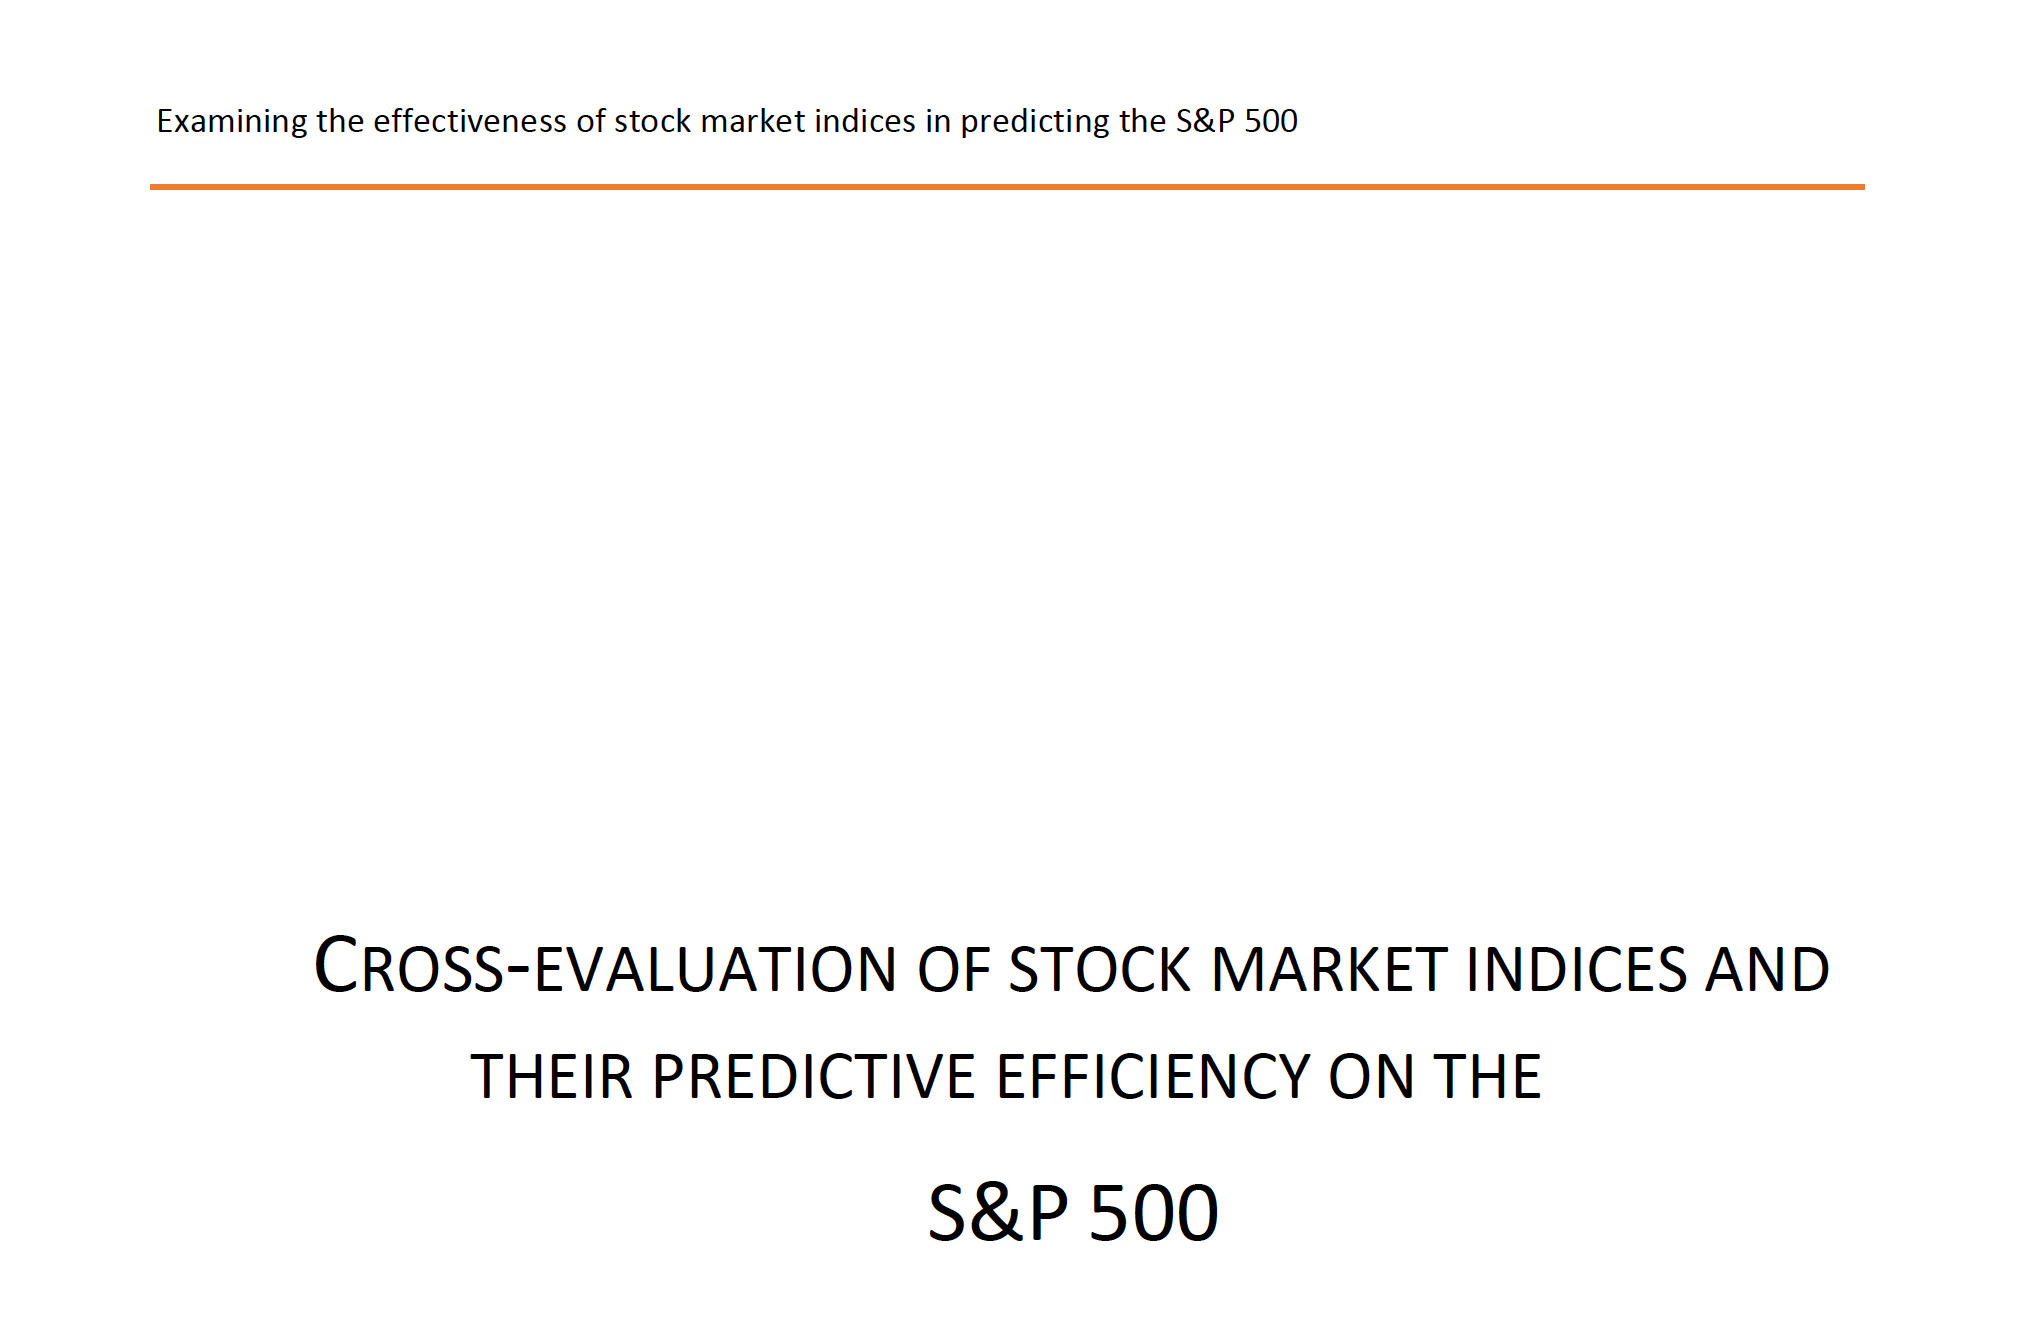 Examining the effectiveness of stock market indices in predicting the S&P 500
CROSS-EVALUATION OF STOCK MARKET INDICES AND
THEIR PREDICTIVE EFFICIENCY ON THE
S&P 500